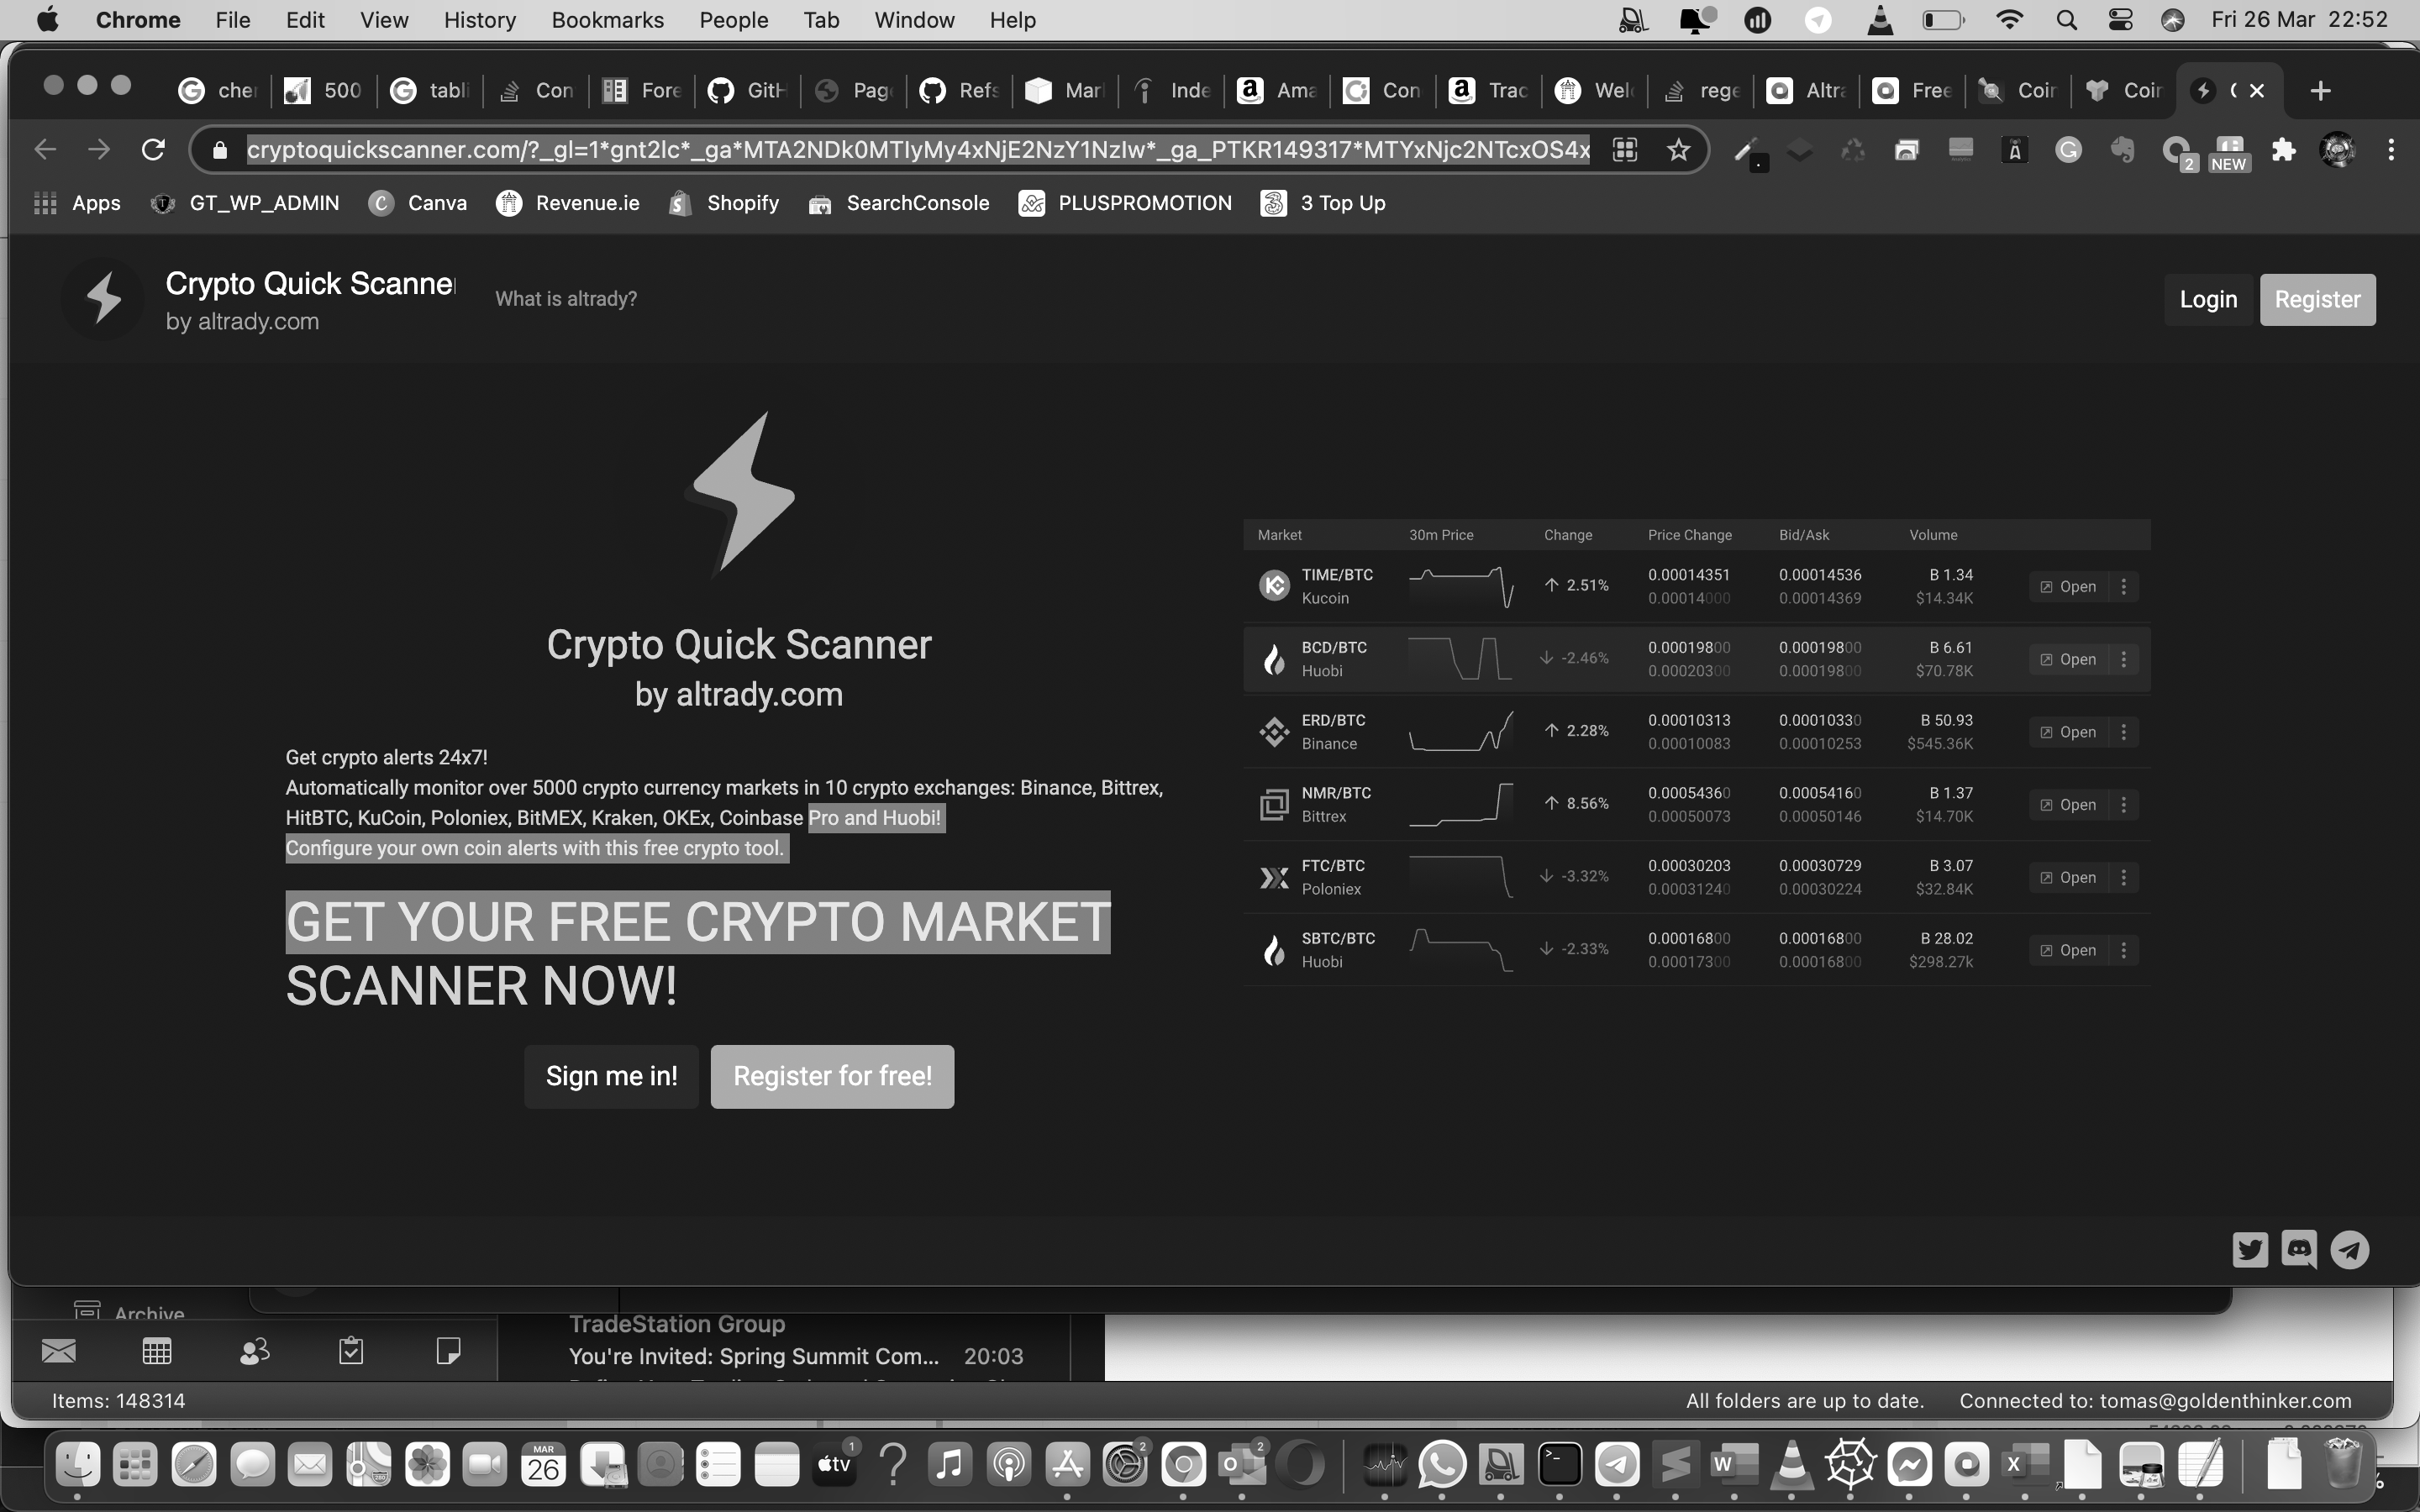 Chrome File Edit View History Bookmarks People Tab Window Help Fri 26 Mar 22:52
500 Con Fore Page Inde Con Trac rege Free Coin
cryptoquickscanner.com/?_gl=1*gnt2lc*_ga*MTA2NDk0MTIyMy4xNjE2NzY1NzIw*_ga_PTKR149317*MTYxNjc2NTcxOS4x
2 NEW
Apps GT_WP_ADMIN Canva Revenue.ie Shopify SearchConsole PLUSPROMOTION 3 Top Up
Crypto Quick Scanner
by altrady.com
What is altrady?
Login Register
Crypto Quick Scanner
by altrady.com
Get crypto alerts 24x7!
Automatically monitor over 5000 crypto currency markets in 10 crypto exchanges: Binance, Bittrex,
HitBTC, KuCoin, Poloniex, BitMEX, Kraken, OKEx, Coinbase Pro and Huobi!
Configure your own coin alerts with this free crypto tool.
GET YOUR FREE CRYPTO MARKET
SCANNER NOW!
Sign me in! Register for free!
Market 30m Price Change Price Change Bid/Ask Volume
TIME/BTC 2.51% 0.00014351 0.00014536 B 1.34 Open
Kucoin 0.00014000 0.00014369 $14.34K
BCD/BTC -2.46% 0.00019800 0.00019800 B 6.61 Open
Huobi 0.00020300 0.00019800 $70.78K
ERD/BTC 2.28% 0.00010313 0.00010330 B 50.93 Open
Binance 0.00010083 0.00010253 $545.36K
NMR/BTC 8.56% 0.00054360 0.00054160 B 1.37 Open
Bittrex 0.00050073 0.00050146 $14.70K
FTC/BTC -3.32% 0.00030203 0.00030729 B 3.07 Open
Poloniex 0.00031240 0.00030224 $32.84K
SBTC/BTC -2.33% 0.00016800 0.00016800 B 28.02 Open
Huobi 0.00017300 0.00016800 $298.27k
Archive
TradeStation Group
You're Invited: Spring Summit Com... 20:03
Items: 148314
All folders are up to date. Connected to: tomas@goldenthinker.com
MAR
26
tv 1 2 2